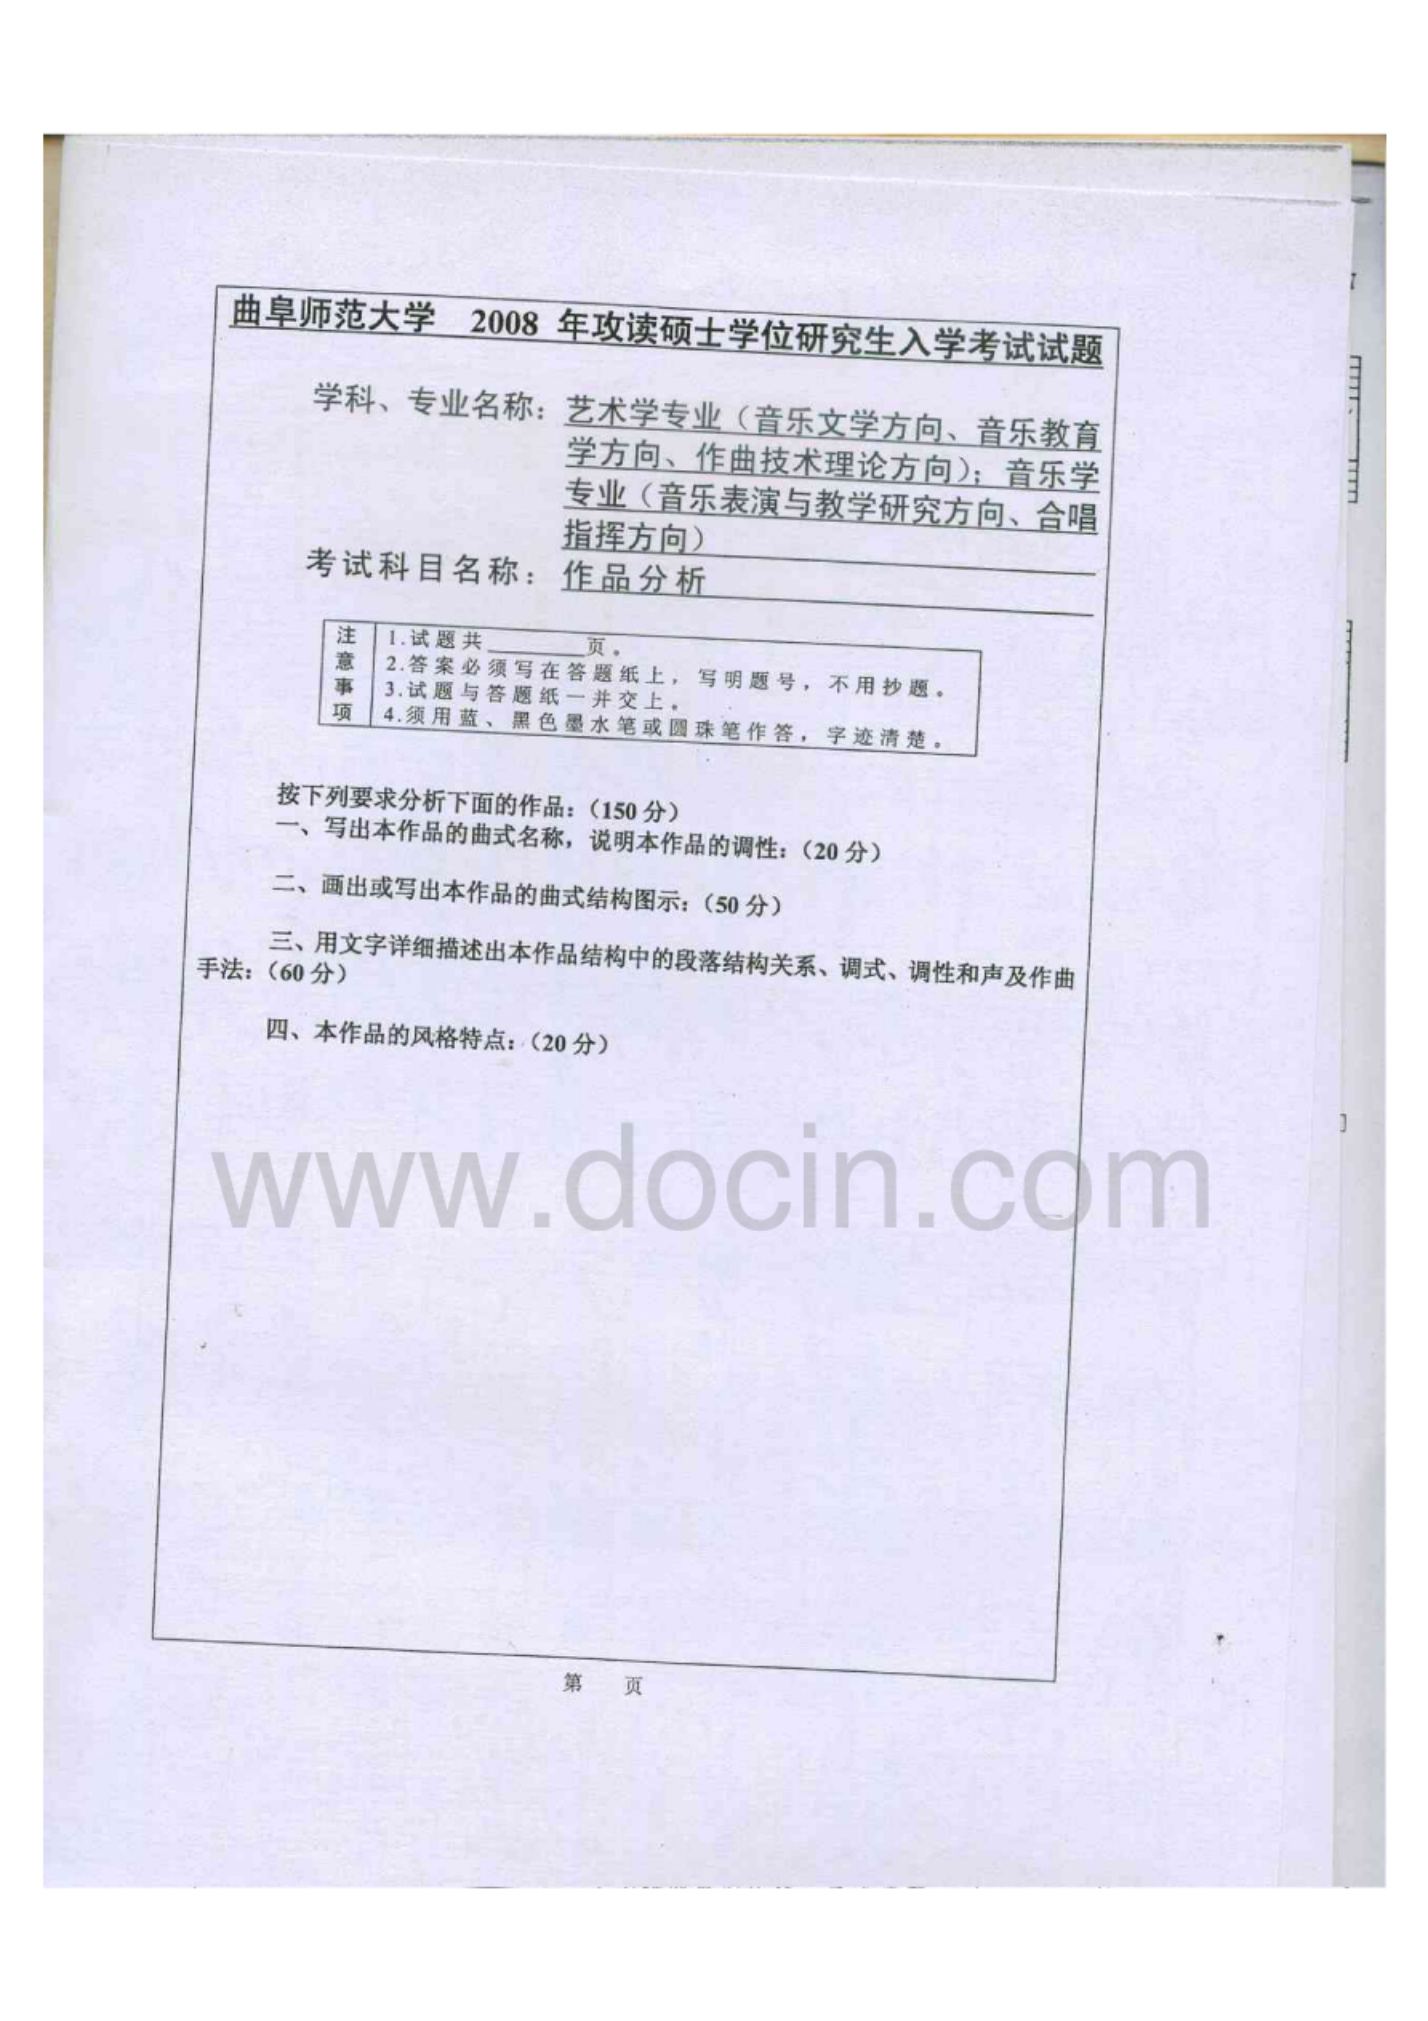 曲阜师范大学 2008 年攻读硕士学位研究生入学考试试题
学科、专业名称：艺术学专业（音乐文学方向、音乐教育
学方向、作曲技术理论方向）；音乐学
专业（音乐表演与教学研究方向、合唱
指挥方向）
考试科目名称：作品分析
注意事项
1.试题共________页。
2.答案必须写在答题纸上，写明题号，不用抄题。
3.试题与答题纸一并交上。
4.须用蓝、黑色墨水笔或圆珠笔作答，字迹清楚。
按下列要求分析下面的作品：（150 分）
一、写出本作品的曲式名称，说明本作品的调性：（20 分）
二、画出或写出本作品的曲式结构图示：（50 分）
三、用文字详细描述出本作品结构中的段落结构关系、调式、调性和声及作曲
手法：（60 分）
四、本作品的风格特点：（20 分）
www.docin.com
第 页